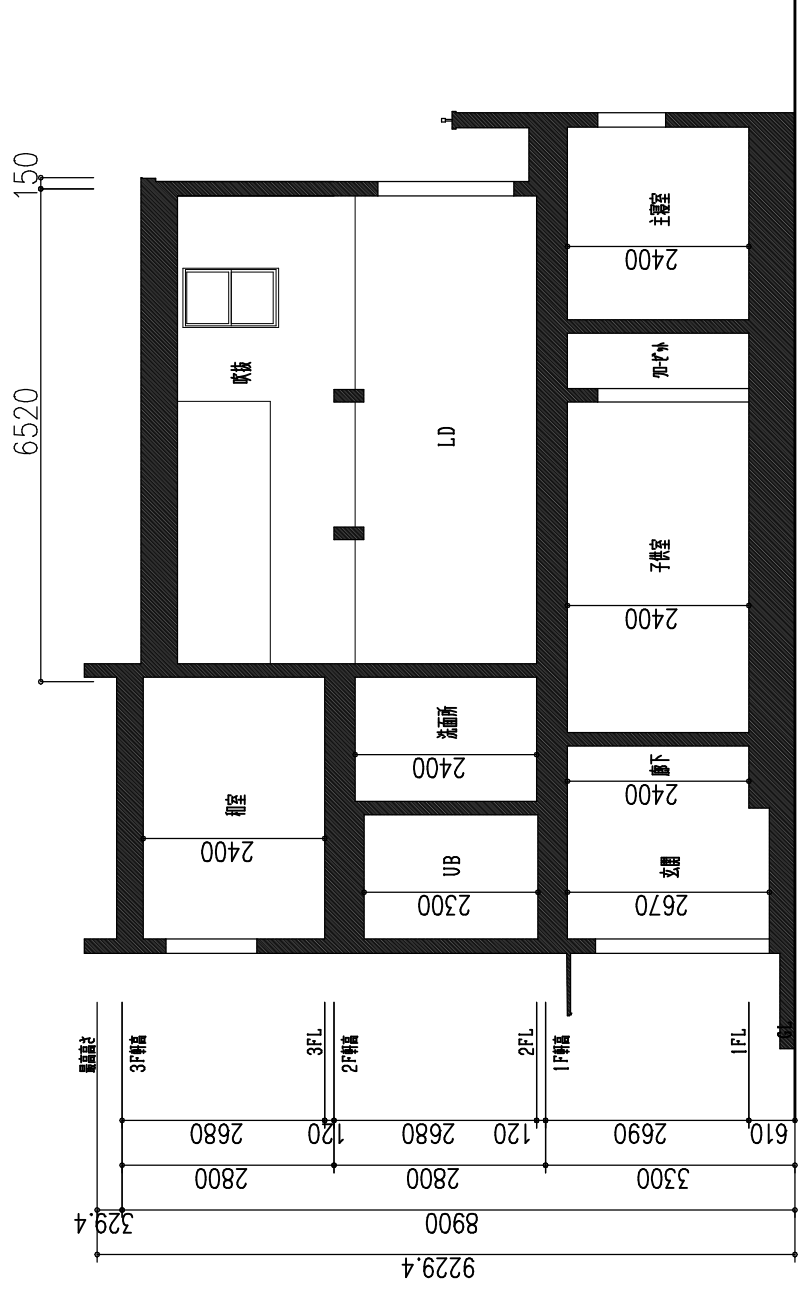 150
6520
吹抜
LD
主寝室
2400
クローゼット
子供室
2400
和室
2400
洗面所
2400
廊下
2400
UB
2300
玄関
2670
最高高さ
3F軒高
3FL
2F軒高
2FL
1F軒高
1FL
GL
2680
120
2680
120
2690
610
2800
2800
3300
329.4
8900
9229.4